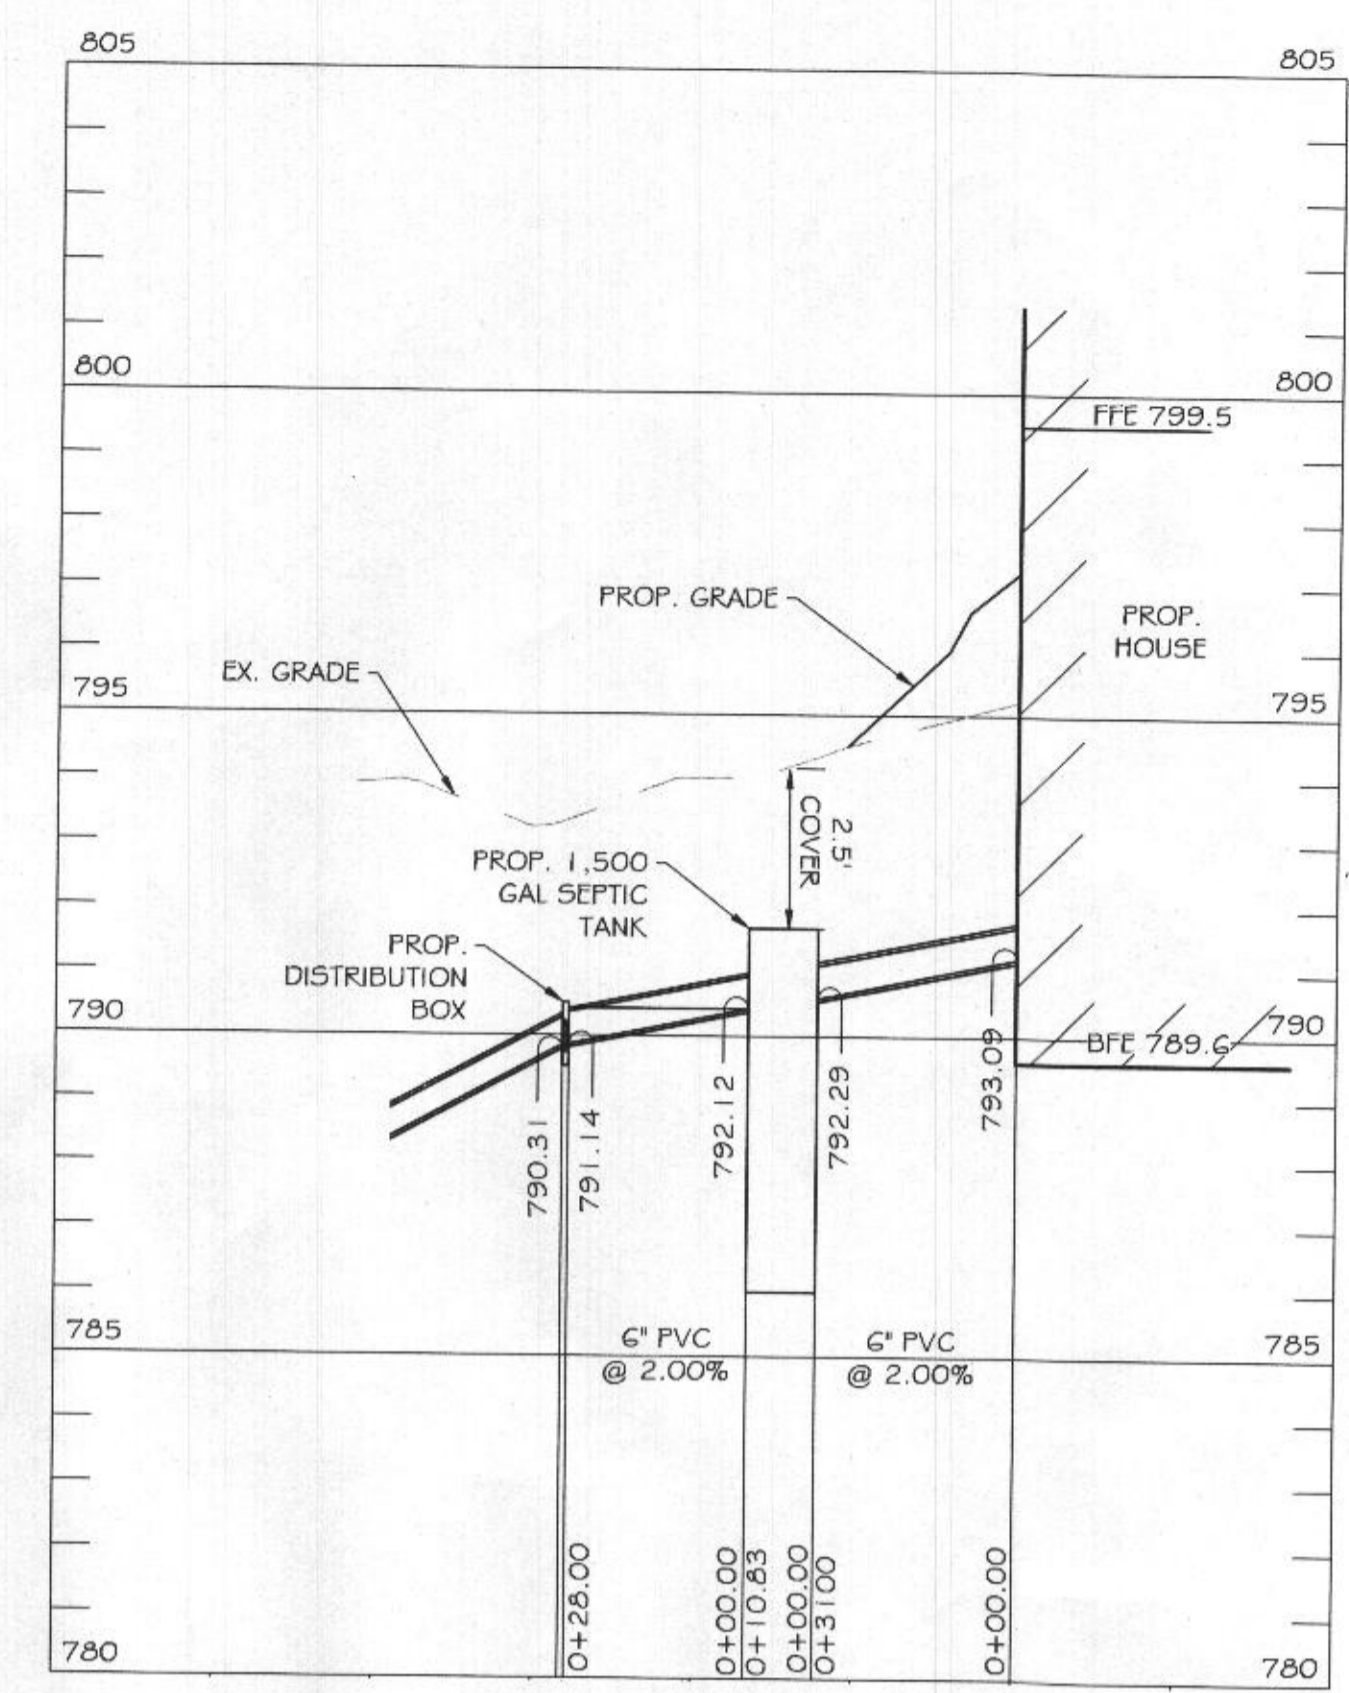 805
805
800
800
FFE 799.5
PROP. GRADE
PROP.
HOUSE
EX. GRADE
795
795
2.5'
COVER
PROP. 1,500
GAL SEPTIC
TANK
PROP.
DISTRIBUTION
BOX
790
790
BFE 789.6
790.31
791.14
792.12
792.29
793.09
785
785
6" PVC
@ 2.00%
6" PVC
@ 2.00%
0+28.00
0+00.00
0+10.83
0+00.00
0+3100
0+00.00
780
780